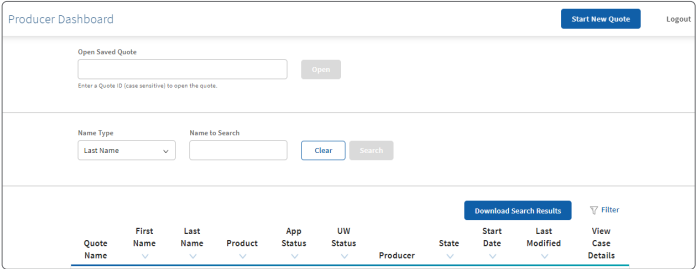 Producer Dashboard
Start New Quote
Logout
Open Saved Quote
Open
Enter a Quote ID (case sensitive) to open the quote.
Name Type
Name to Search
Last Name
Clear
Search
Download Search Results
Filter
Quote Name
First Name
Last Name
Product
App Status
UW Status
Producer
State
Start Date
Last Modified
View Case Details